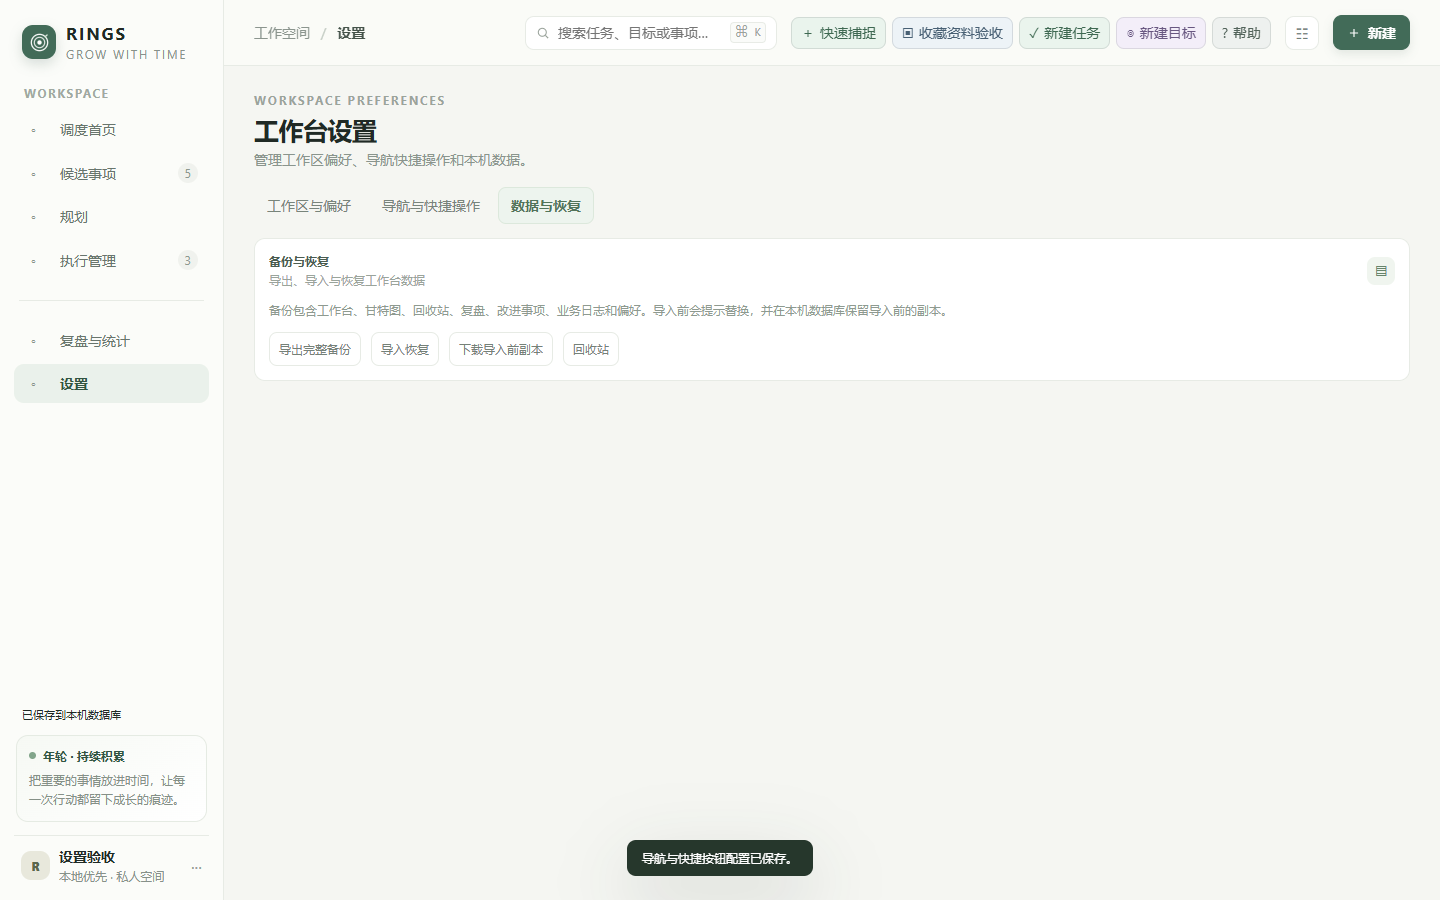 RINGS
GROW WITH TIME
WORKSPACE
调度首页
候选事项 5
规划
执行管理 3
复盘与统计
设置
已保存到本机数据库
年轮 · 持续积累
把重要的事情放进时间，让每
一次行动都留下成长的痕迹。
R
设置验收
本地优先 · 私人空间
...
工作空间 / 设置
搜索任务、目标或事项... ⌘ K
+ 快速捕捉
▣ 收藏资料验收
✓ 新建任务
◎ 新建目标
? 帮助
+ 新建
WORKSPACE PREFERENCES
工作台设置
管理工作区偏好、导航快捷操作和本机数据。
工作区与偏好 导航与快捷操作 数据与恢复
备份与恢复
导出、导入与恢复工作台数据
备份包含工作台、甘特图、回收站、复盘、改进事项、业务日志和偏好。导入前会提示替换，并在本机数据库保留导入前的副本。
导出完整备份 导入恢复 下载导入前副本 回收站
导航与快捷按钮配置已保存。